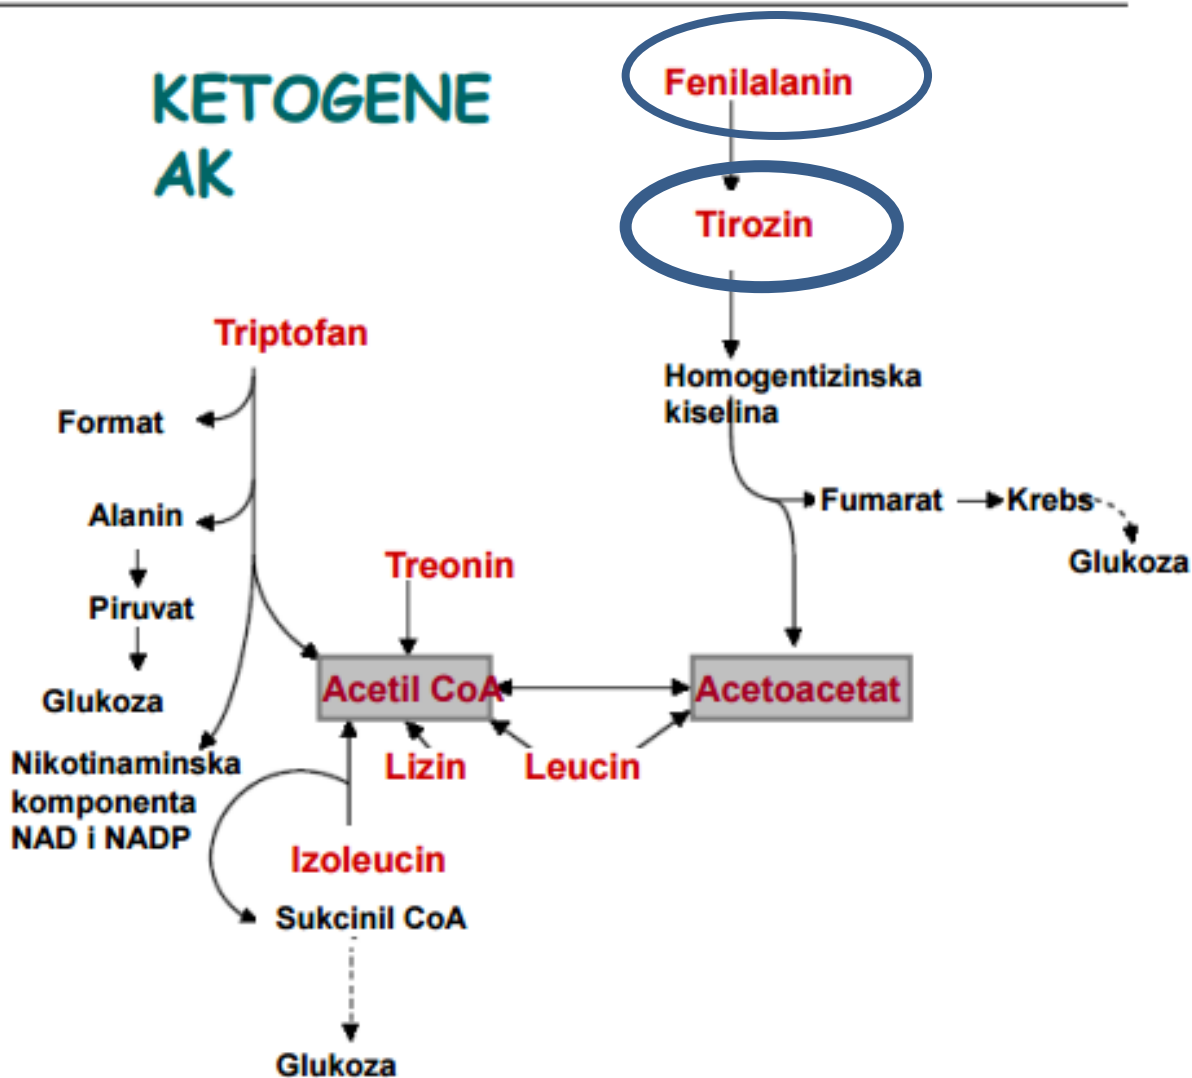 KETOGENE
AK
Fenilalanin
Tirozin
Homogentizinska
kiselina
Fumarat
Krebs
Glukoza
Triptofan
Format
Alanin
Piruvat
Glukoza
Nikotinaminska
komponenta
NAD i NADP
Treonin
Acetil CoA
Acetoacetat
Lizin
Leucin
Izoleucin
Sukcinil CoA
Glukoza